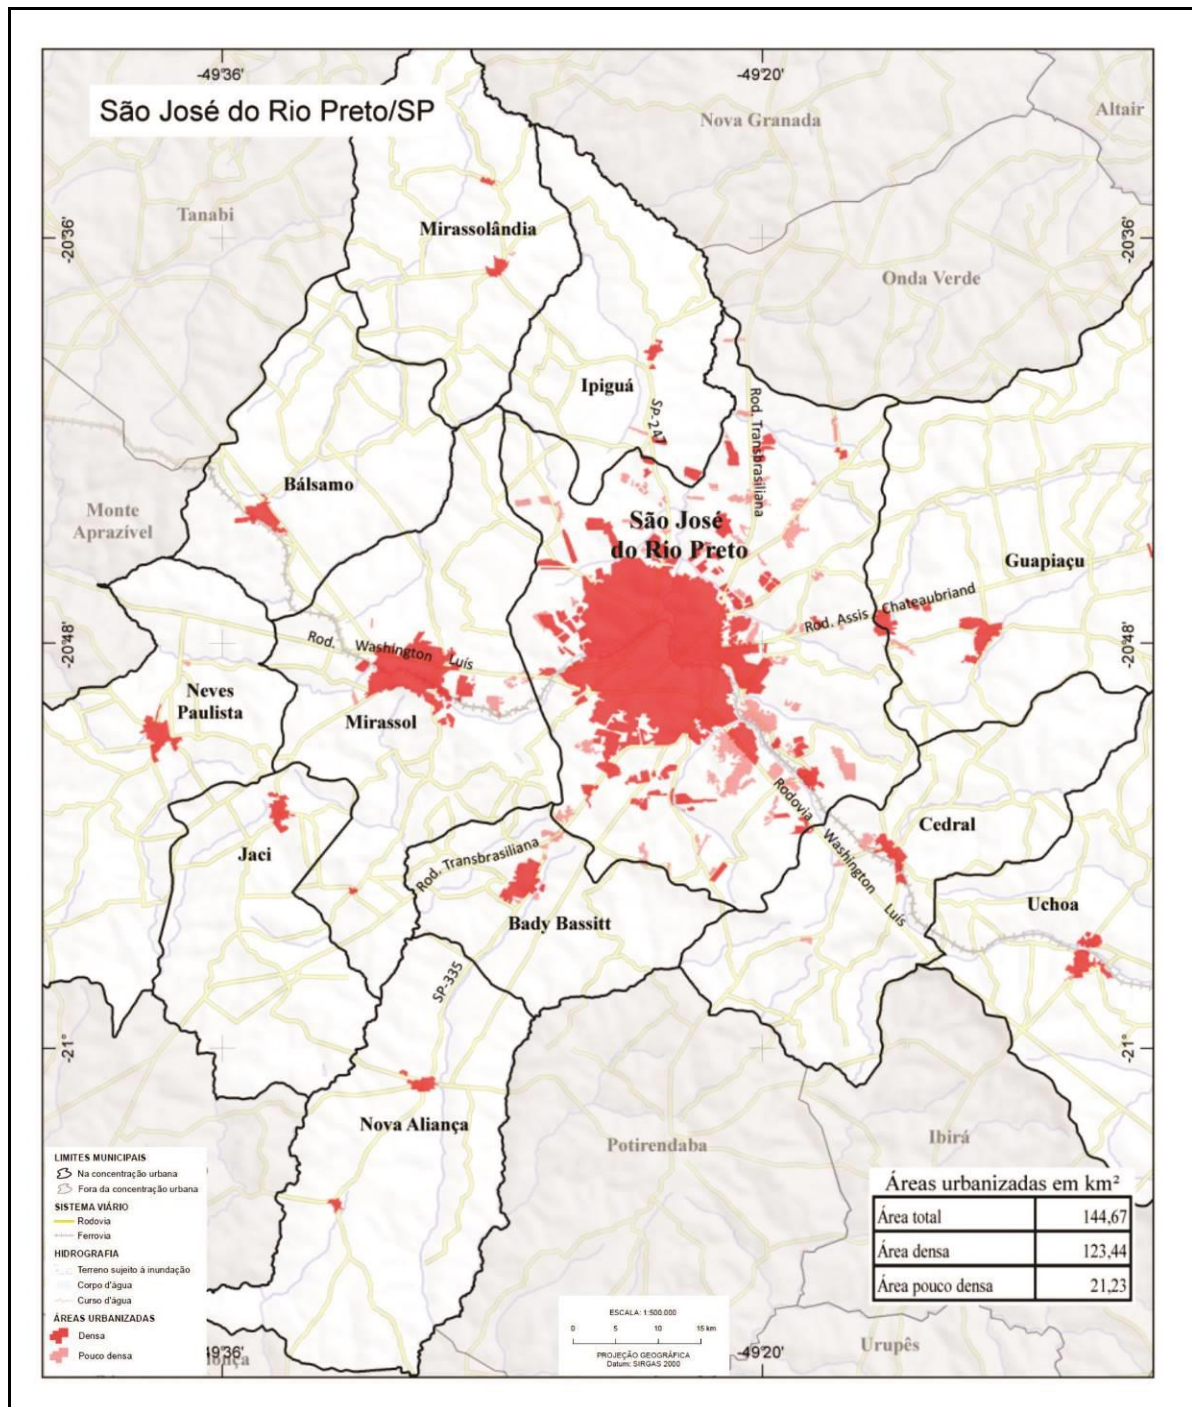 -49°36'
-49°20'
São José do Rio Preto/SP
Nova Granada
Altair
Tanabi
-20°36'
Mirassolândia
-20°36'
Onda Verde
Ipiguá
SP-247
Rod. Transbrasiliana
Bálsamo
Monte
Aprazível
São José
do Rio Preto
Guapiaçu
Rod. Assis Chateaubriand
-20°48'
Rod. Washington Luís
-20°48'
Neves
Paulista
Mirassol
Rodovia Washington Luís
Cedral
Jaci
Rod. Transbrasiliana
Bady Bassitt
Uchoa
SP-335
-21°
-21°
Nova Aliança
Potirendaba
Ibirá
LIMITES MUNICIPAIS
Na concentração urbana
Fora da concentração urbana
SISTEMA VIÁRIO
Rodovia
Ferrovia
HIDROGRAFIA
Terreno sujeito à inundação
Corpo d'água
Curso d'água
ÁREAS URBANIZADAS
Densa
Pouco densa
Áreas urbanizadas em km²
Área total 144,67
Área densa 123,44
Área pouco densa 21,23
ESCALA: 1:500.000
0 5 10 15 km
PROJEÇÃO GEOGRÁFICA
Datum: SIRGAS 2000
Urupês
-49°36'
-49°20'